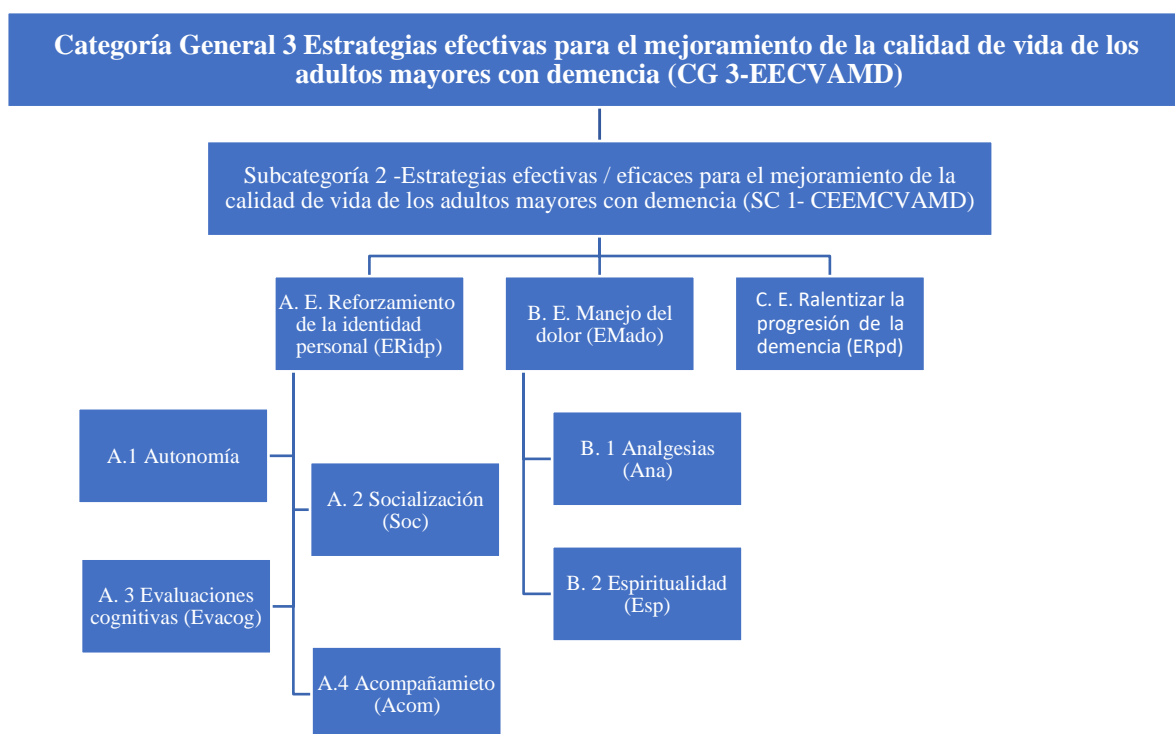 Categoría General 3 Estrategias efectivas para el mejoramiento de la calidad de vida de los
adultos mayores con demencia (CG 3-EECVAMD)
Subcategoría 2 -Estrategias efectivas / eficaces para el mejoramiento de la
calidad de vida de los adultos mayores con demencia (SC 1- CEEMCVAMD)
A. E. Reforzamiento
de la identidad
personal (ERidp)
B. E. Manejo del
dolor (EMado)
C. E. Ralentizar la
progresión de la
demencia (ERpd)
A.1 Autonomía
A. 2 Socialización
(Soc)
A. 3 Evaluaciones
cognitivas (Evacog)
A.4 Acompañamieto
(Acom)
B. 1 Analgesias
(Ana)
B. 2 Espiritualidad
(Esp)